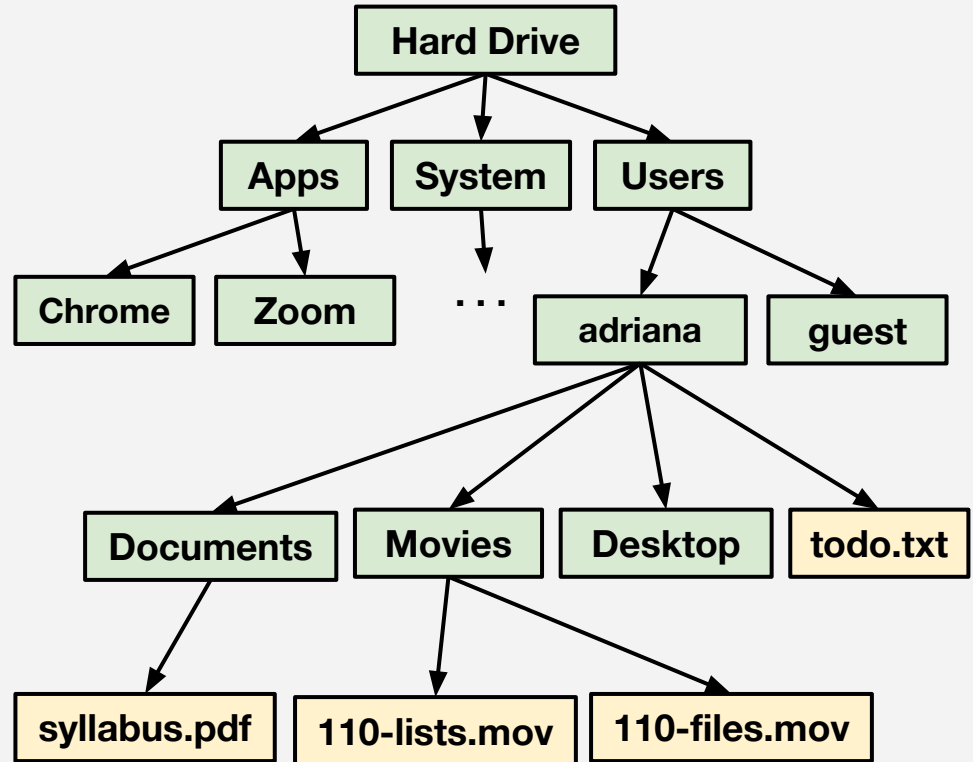 Hard Drive
Apps
System
Users
Chrome
Zoom
...
adriana
guest
Documents
Movies
Desktop
todo.txt
syllabus.pdf
110-lists.mov
110-files.mov